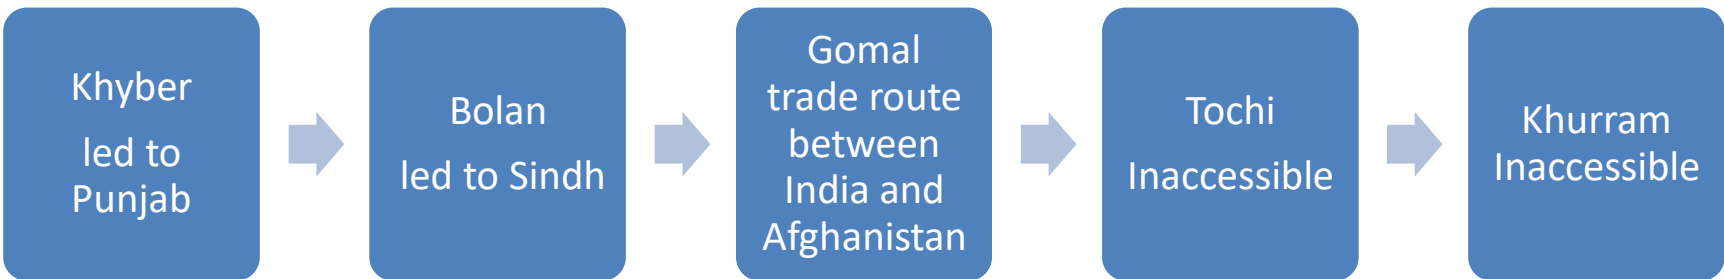 Khyber
led to
Punjab
Bolan
led to Sindh
Gomal
trade route
between
India and
Afghanistan
Tochi
Inaccessible
Khurram
Inaccessible